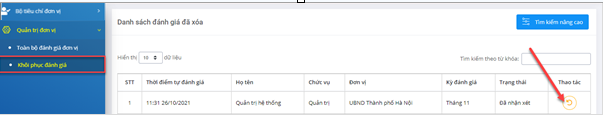 Bộ tiêu chí đơn vị
Quản trị đơn vị
Toàn bộ đánh giá đơn vị
Khôi phục đánh giá
Danh sách đánh giá đã xóa
Tìm kiếm nâng cao
Hiển thị 10 dữ liệu
Tìm kiếm theo từ khóa:
STT Thời điểm tự đánh giá Họ tên Chức vụ Đơn vị Kỳ đánh giá Trạng thái Thao tác
1 11:31 26/10/2021 Quản trị hệ thống Quản trị UBND Thành phố Hà Nội Tháng 11 Đã nhận xét